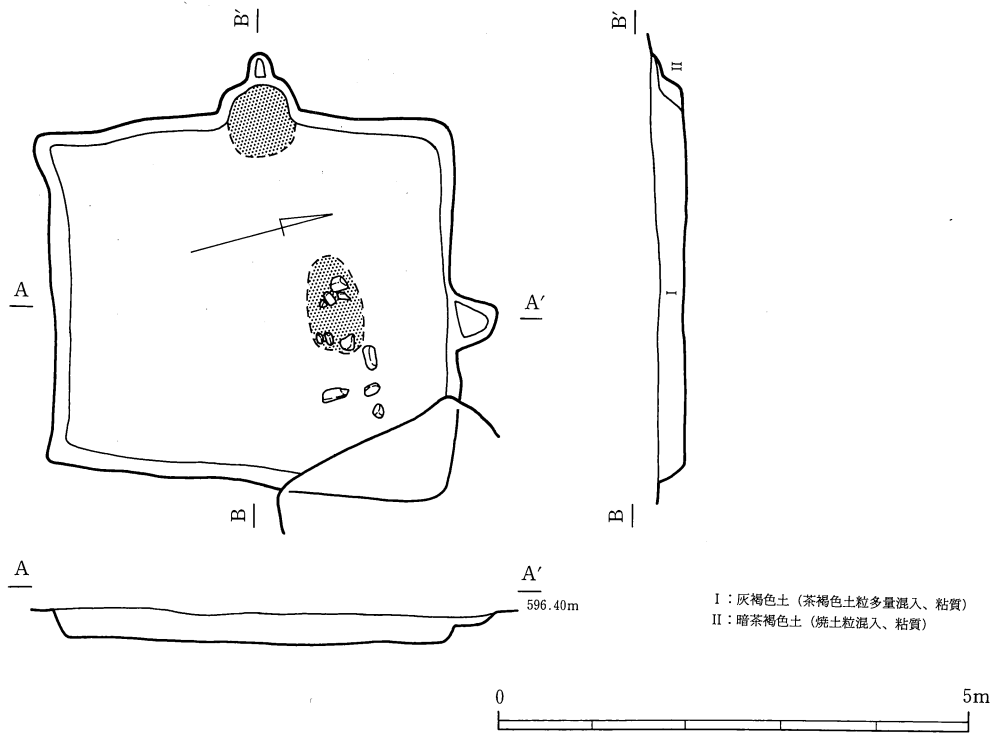 B′
B′
II
A
A′
I
B
B
A
A′
596.40m
I：灰褐色土（茶褐色土粒多量混入、粘質）
II：暗茶褐色土（焼土粒混入、粘質）
0
5m